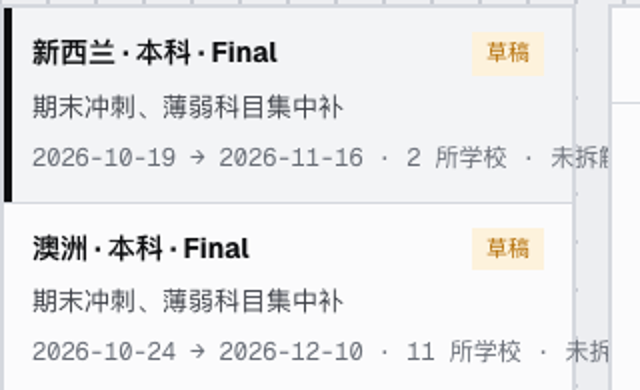 新西兰 · 本科 · Final
草稿
期末冲刺、薄弱科目集中补
2026-10-19 → 2026-11-16 · 2 所学校 · 未拆
澳洲 · 本科 · Final
草稿
期末冲刺、薄弱科目集中补
2026-10-24 → 2026-12-10 · 11 所学校 · 未拆